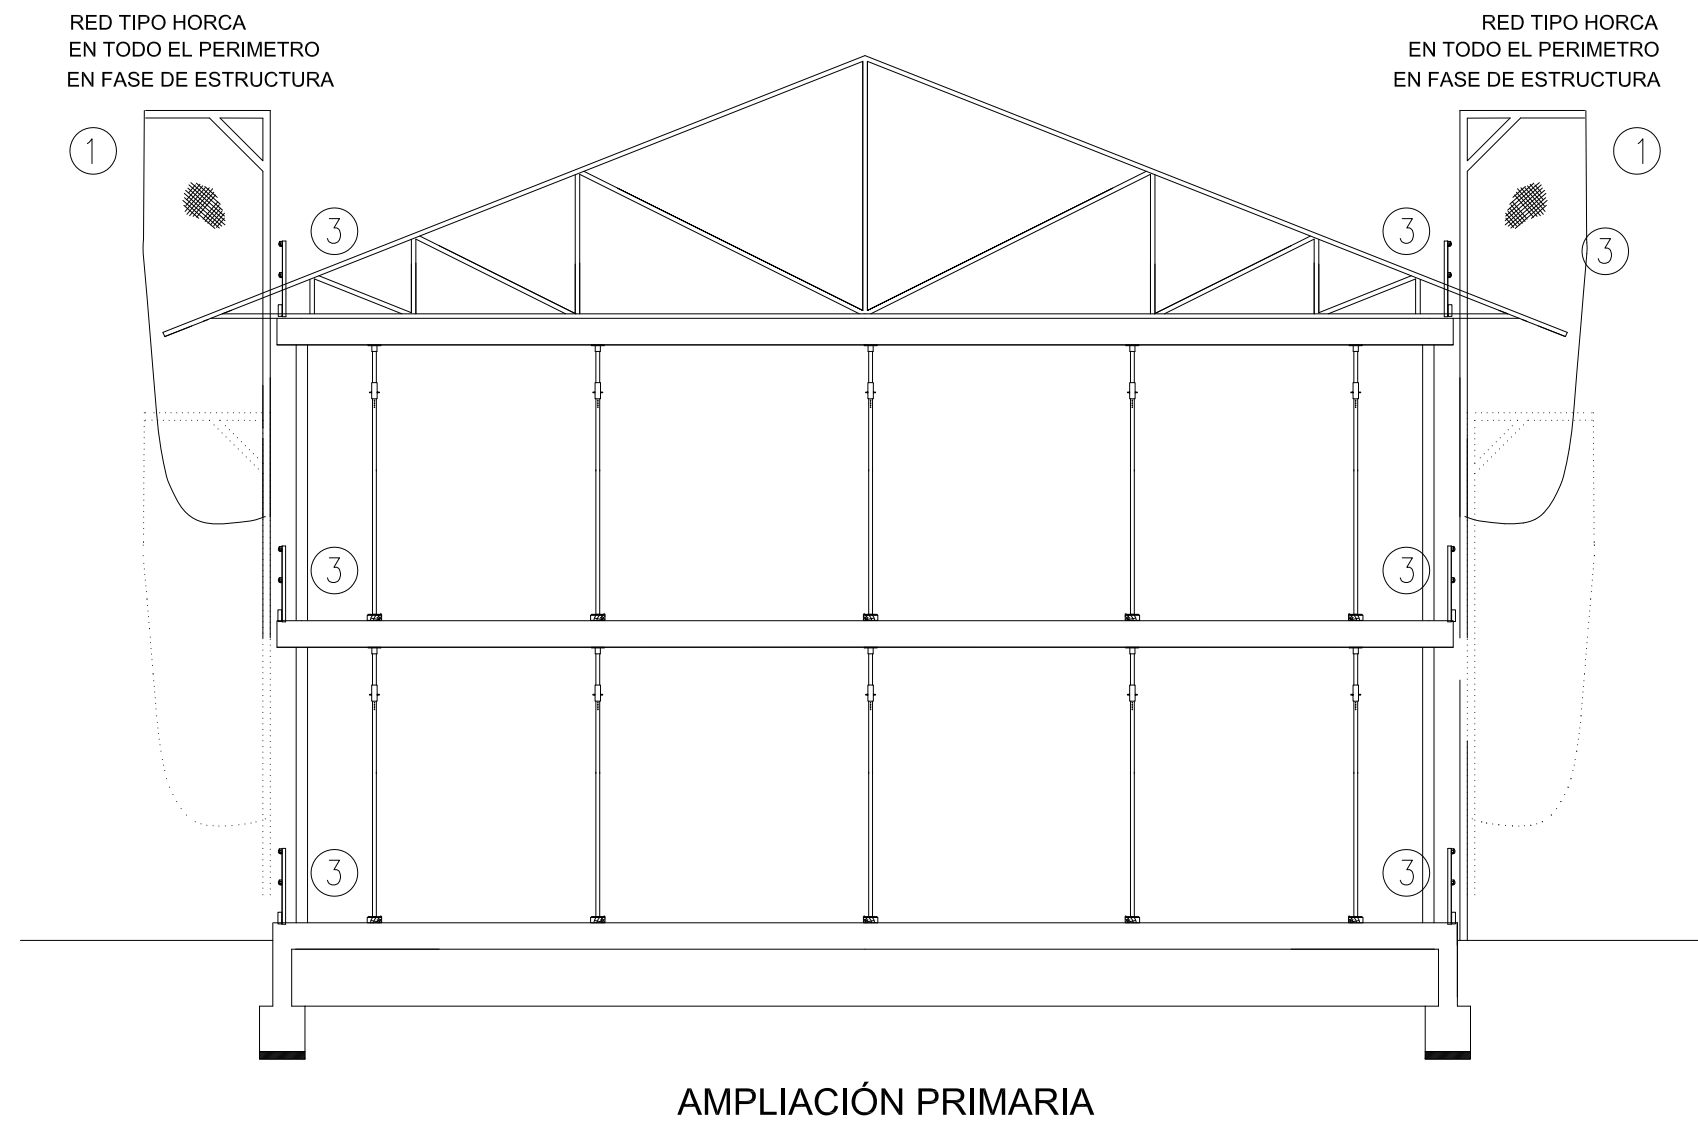 RED TIPO HORCA
EN TODO EL PERIMETRO
EN FASE DE ESTRUCTURA
RED TIPO HORCA
EN TODO EL PERIMETRO
EN FASE DE ESTRUCTURA
1
1
3
3
3
3
3
3
3
AMPLIACIÓN PRIMARIA